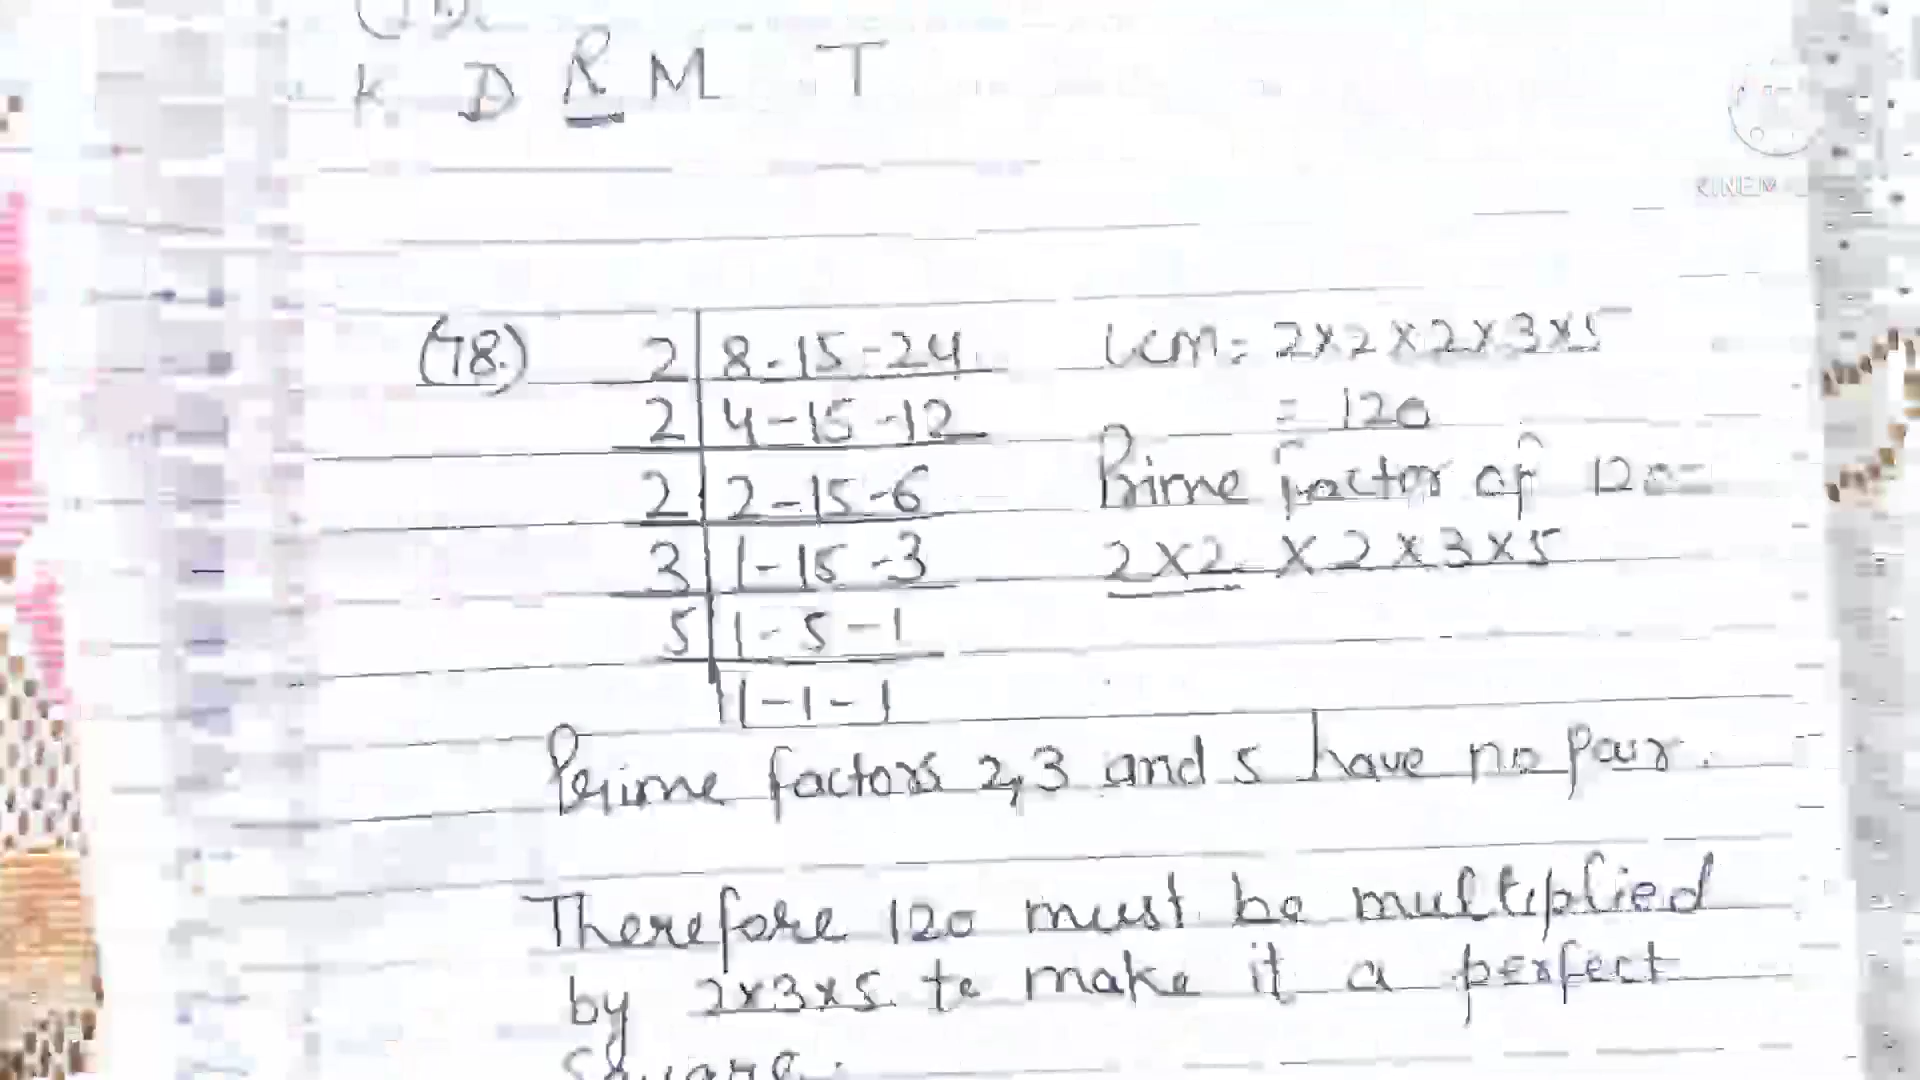 K D R M T
KINEM
(78.) 2 | 8-15-24 LCM = 2×2×2×3×5
2 | 4-15-12 = 120
2 | 2-15-6 Prime factor of 120=
3 | 1-15-3 2×2×2×3×5
5 | 1-5-1
1-1-1
Prime factors 2,3 and 5 have no pair.
Therefore 120 must be multiplied
by 2×3×5 to make it a perfect
square.